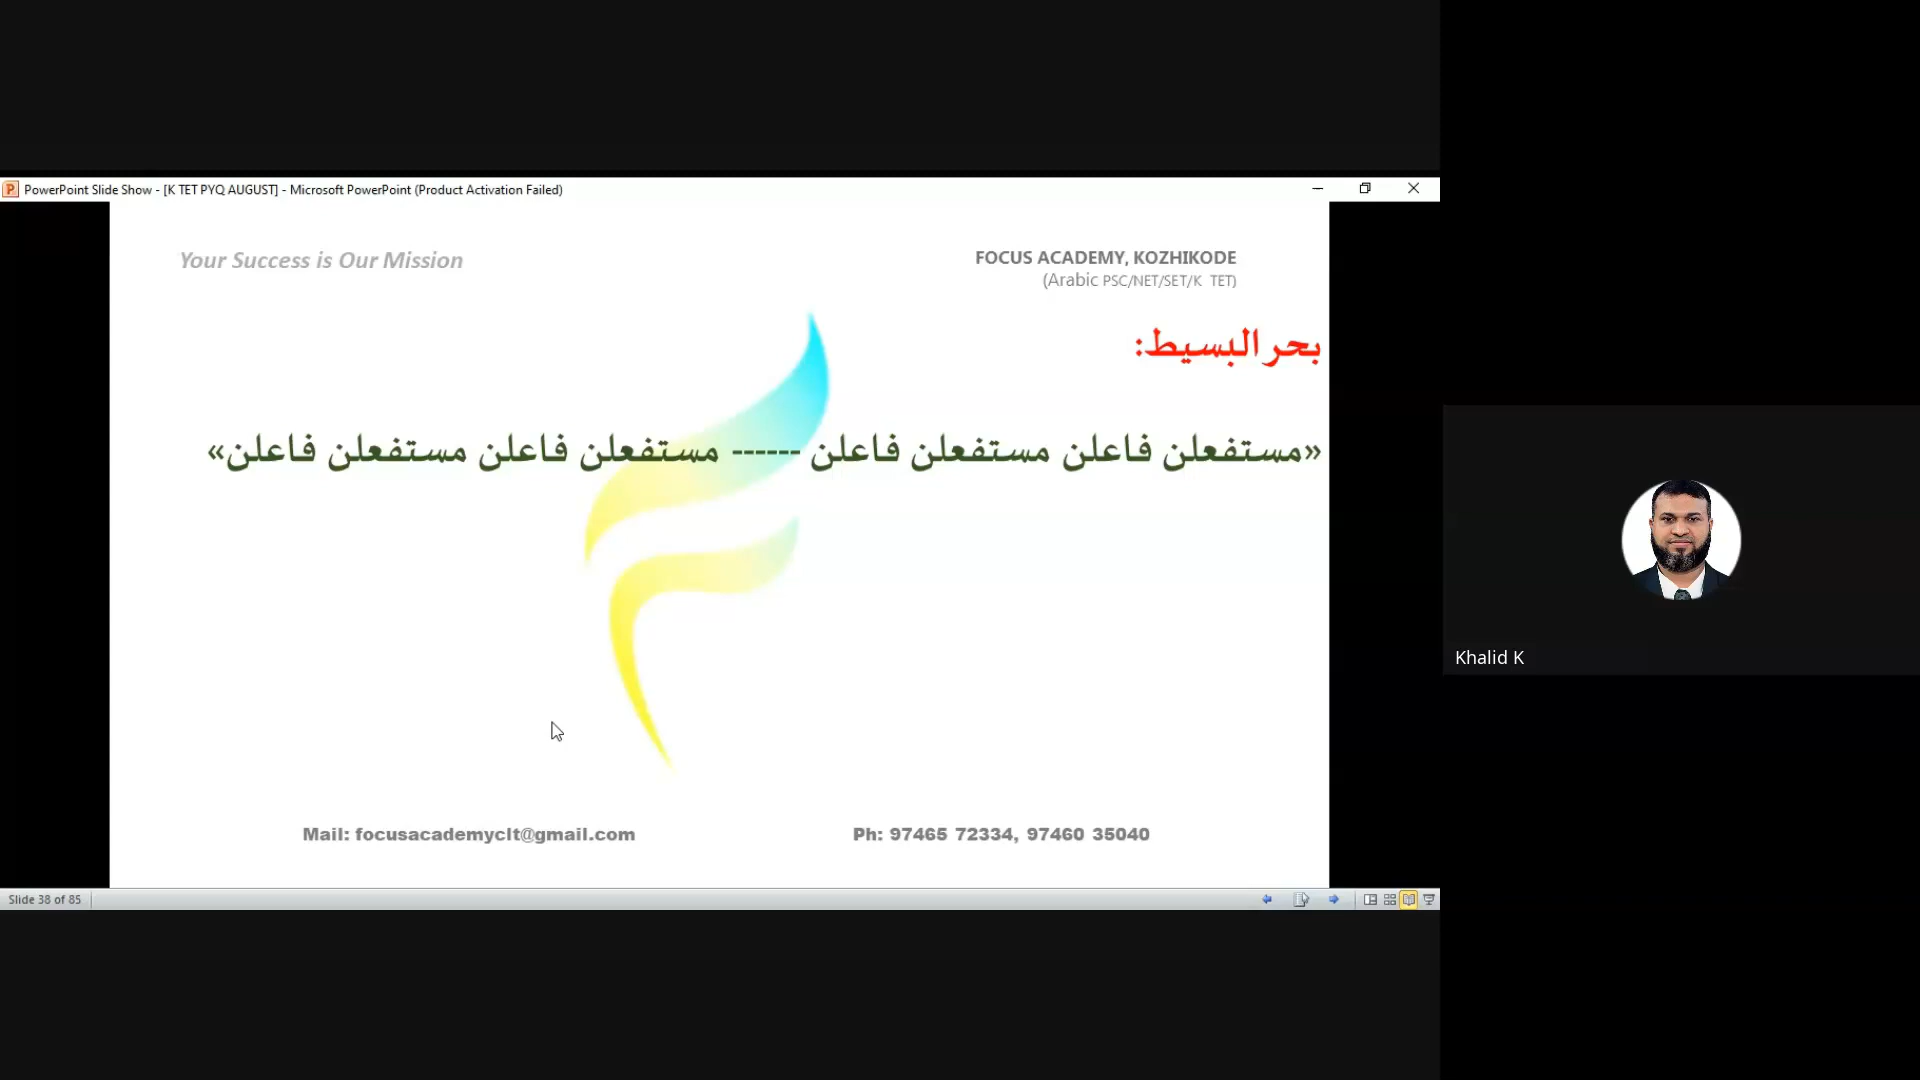 PowerPoint Slide Show - [K TET PYQ AUGUST] - Microsoft PowerPoint (Product Activation Failed)
Your Success is Our Mission
FOCUS ACADEMY, KOZHIKODE
(Arabic PSC/NET/SET/K TET)
بحر البسيط:
«مستفعلن فاعلن مستفعلن فاعلن ------ مستفعلن فاعلن مستفعلن فاعلن»
Khalid K
Mail: focusacademyclt@gmail.com
Ph: 97465 72334, 97460 35040
Slide 38 of 85